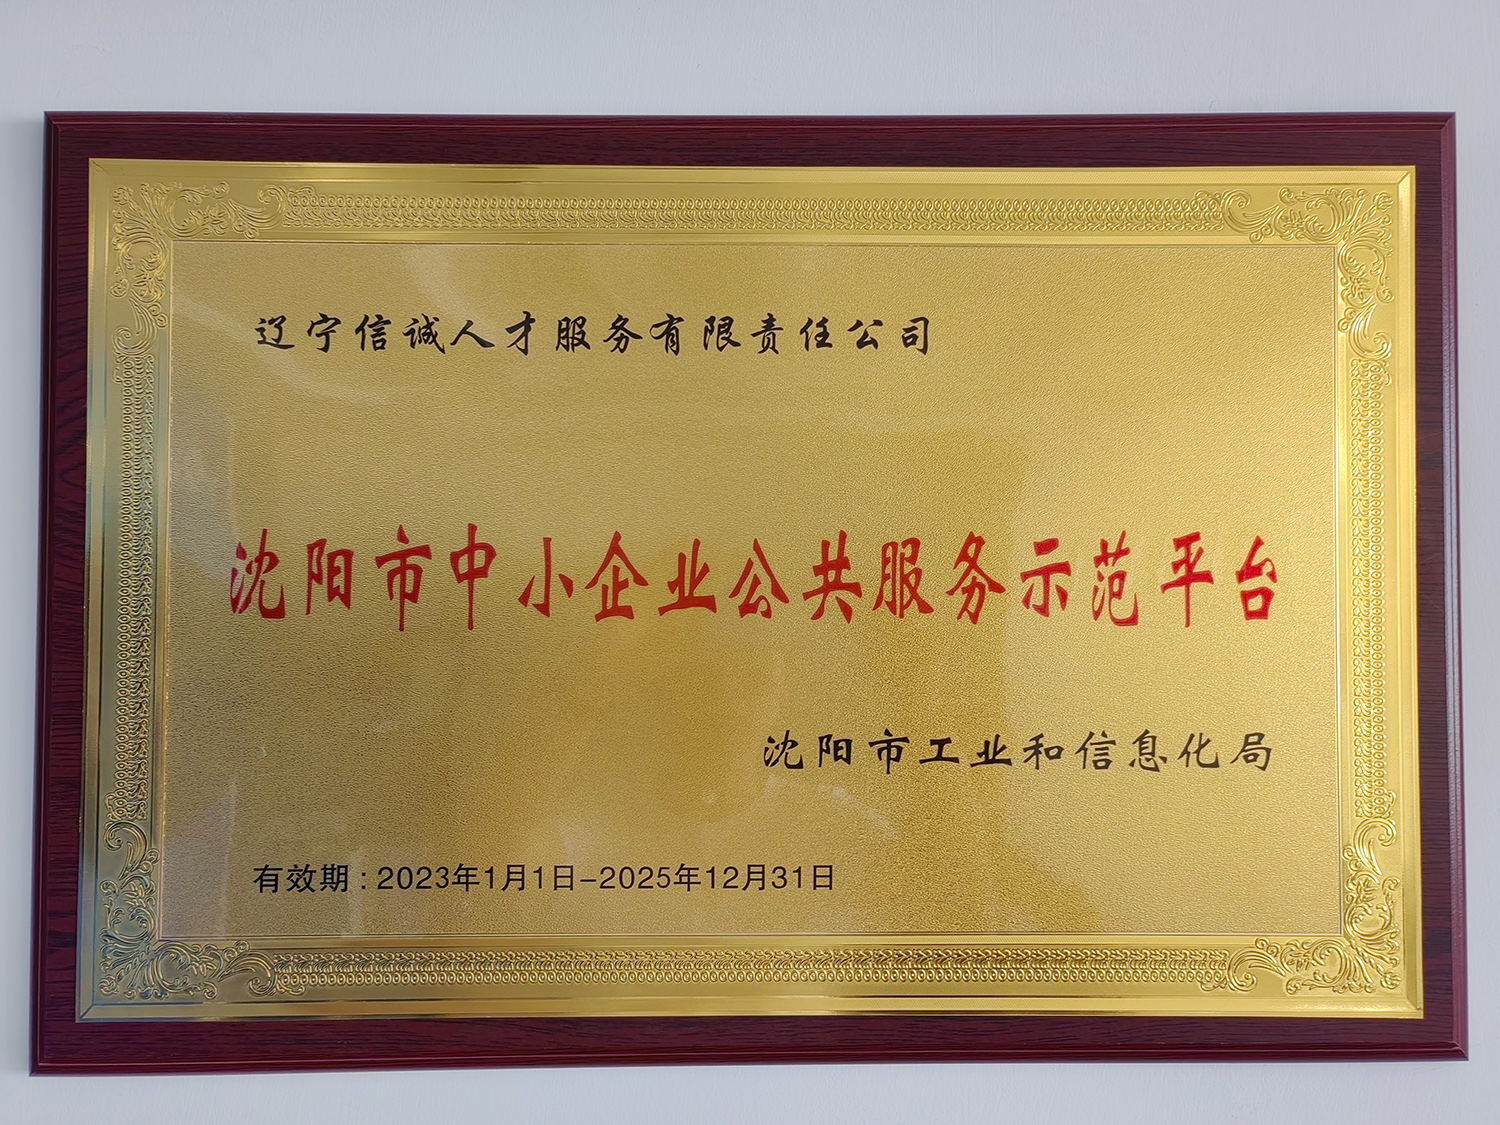 辽宁信诚人才服务有限责任公司
沈阳市中小企业公共服务示范平台
沈阳市工业和信息化局
有效期：2023年1月1日-2025年12月31日